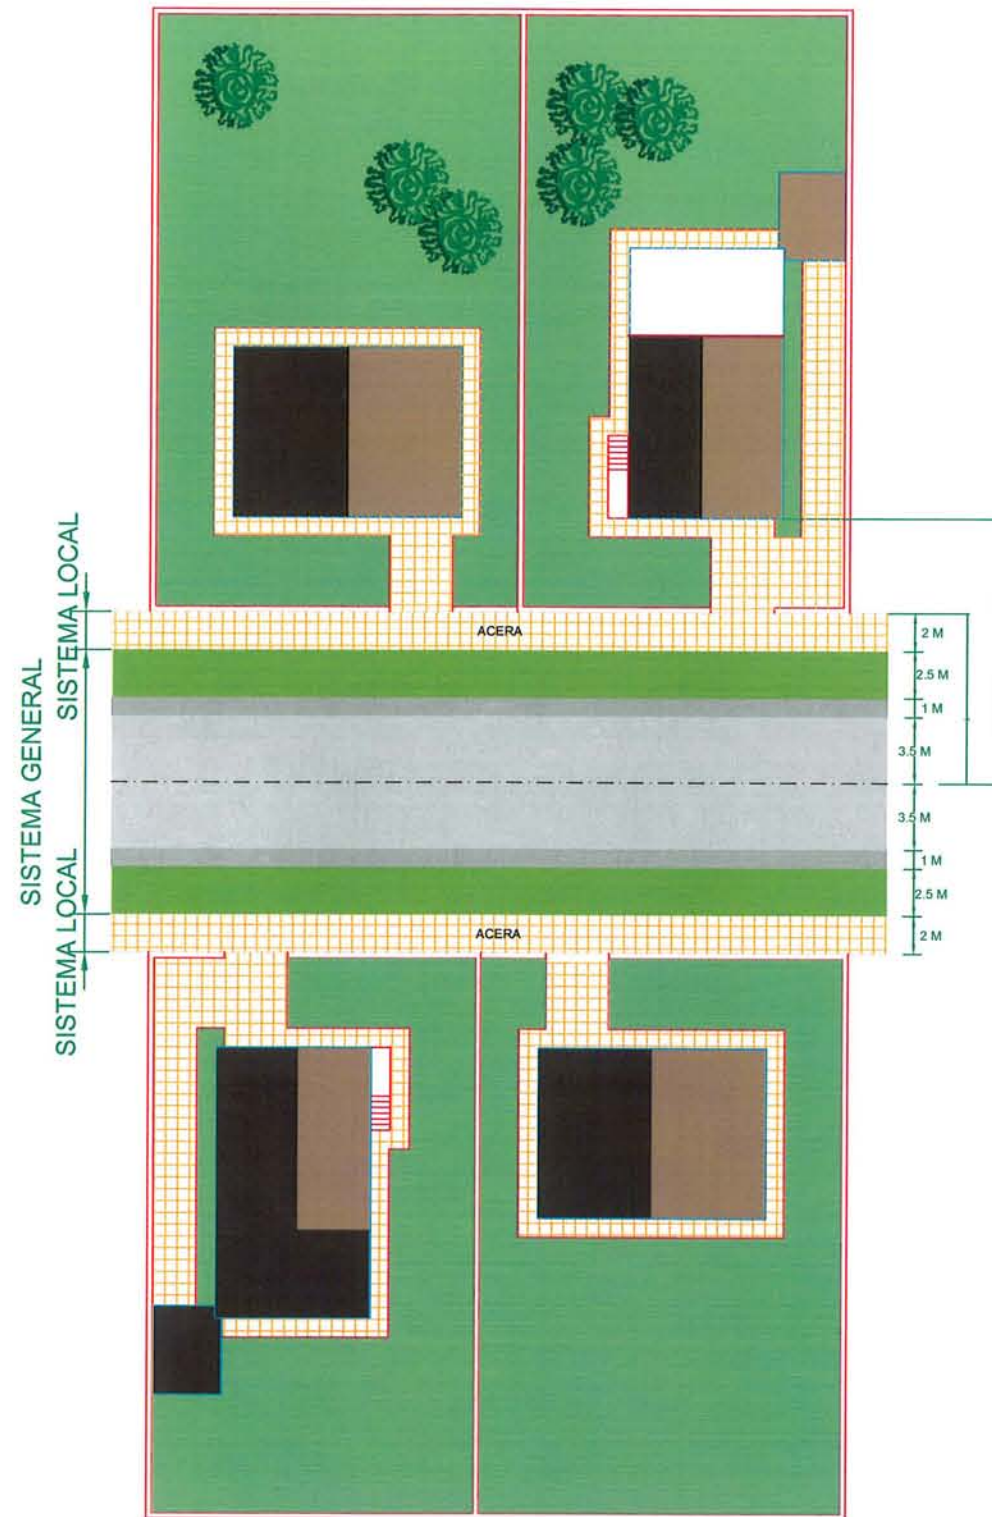 SISTEMA LOCAL
SISTEMA GENERAL
SISTEMA LOCAL
ACERA
2 M
2.5 M
1 M
3.5 M
3.5 M
1 M
2.5 M
ACERA
2 M